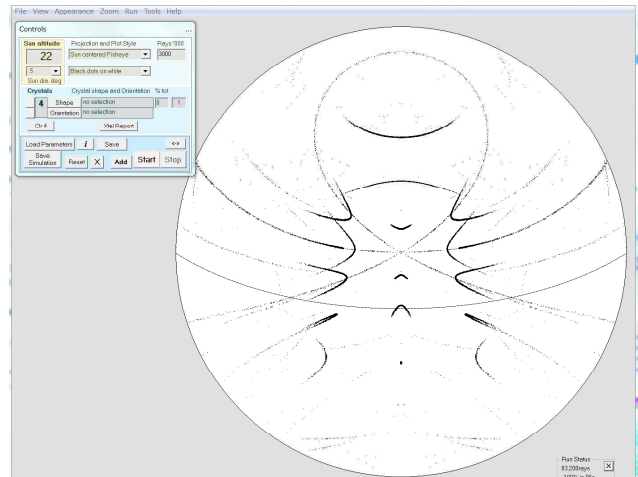 File View Appearance Zoom Run Tools Help
Controls ...
Sun altitude Projection and Plot Style Rays '000
22 Sun centered Fisheye 3000
.5 Black dots on white
Sun dia. deg
Crystals Crystal shape and Orientation % tot
4 Shape no selection 0 1
Orientation no selection
Clr 4 Xtal Report
Load Parameters i Save <->
Save Simulation Reset X Add Start Stop
Run Status
83,200rays X